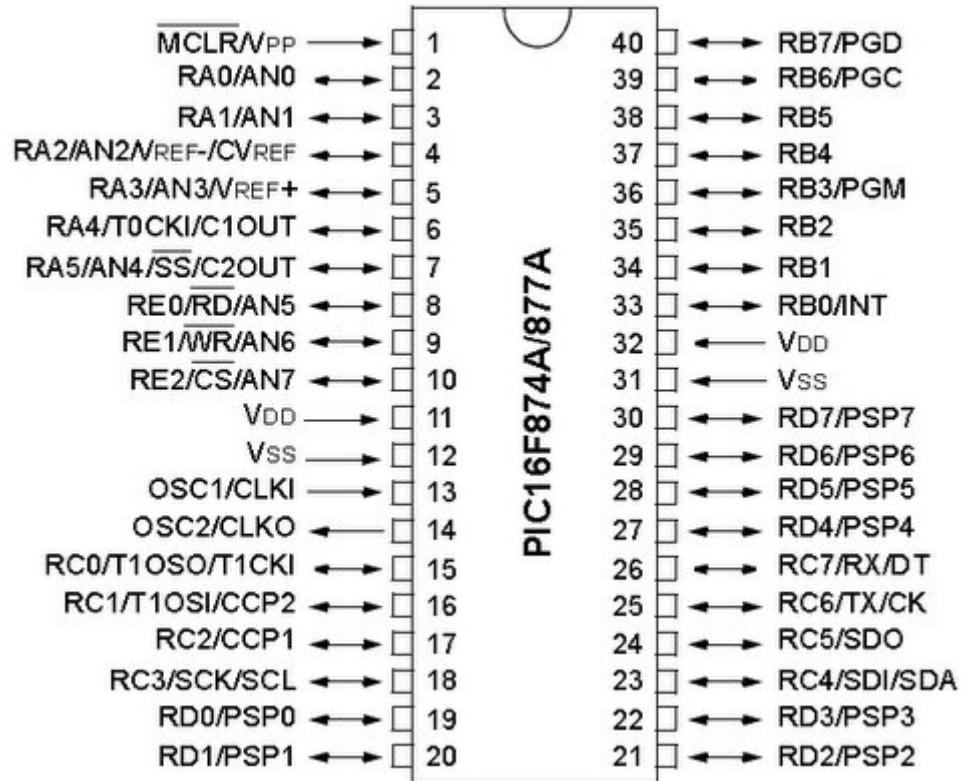 MCLR/VPP 1 40 RB7/PGD
RA0/AN0 2 39 RB6/PGC
RA1/AN1 3 38 RB5
RA2/AN2/VREF-/CVREF 4 37 RB4
RA3/AN3/VREF+ 5 36 RB3/PGM
RA4/T0CKI/C1OUT 6 35 RB2
RA5/AN4/SS/C2OUT 7 34 RB1
RE0/RD/AN5 8 33 RB0/INT
RE1/WR/AN6 9 32 VDD
RE2/CS/AN7 10 31 VSS
VDD 11 30 RD7/PSP7
VSS 12 29 RD6/PSP6
OSC1/CLKI 13 28 RD5/PSP5
OSC2/CLKO 14 27 RD4/PSP4
RC0/T1OSO/T1CKI 15 26 RC7/RX/DT
RC1/T1OSI/CCP2 16 25 RC6/TX/CK
RC2/CCP1 17 24 RC5/SDO
RC3/SCK/SCL 18 23 RC4/SDI/SDA
RD0/PSP0 19 22 RD3/PSP3
RD1/PSP1 20 21 RD2/PSP2
PIC16F874A/877A